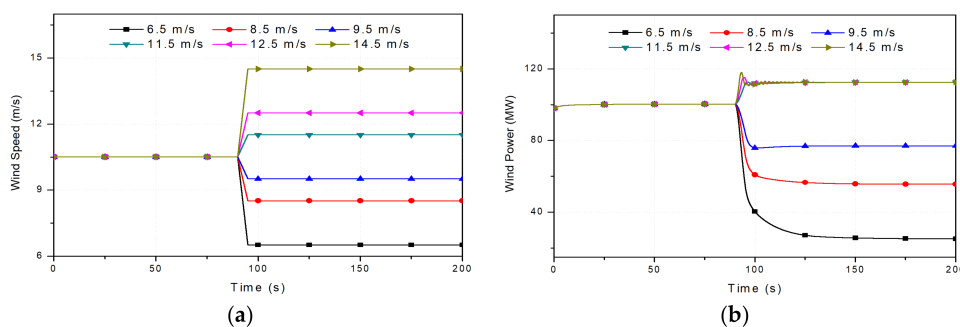 6.5 m/s 8.5 m/s 9.5 m/s
11.5 m/s 12.5 m/s 14.5 m/s
15
12
9
6
Wind Speed (m/s)
0 50 100 150 200
Time (s)
(a)
6.5 m/s 8.5 m/s 9.5 m/s
11.5 m/s 12.5 m/s 14.5 m/s
120
80
40
Wind Power (MW)
0 50 100 150 200
Time (s)
(b)